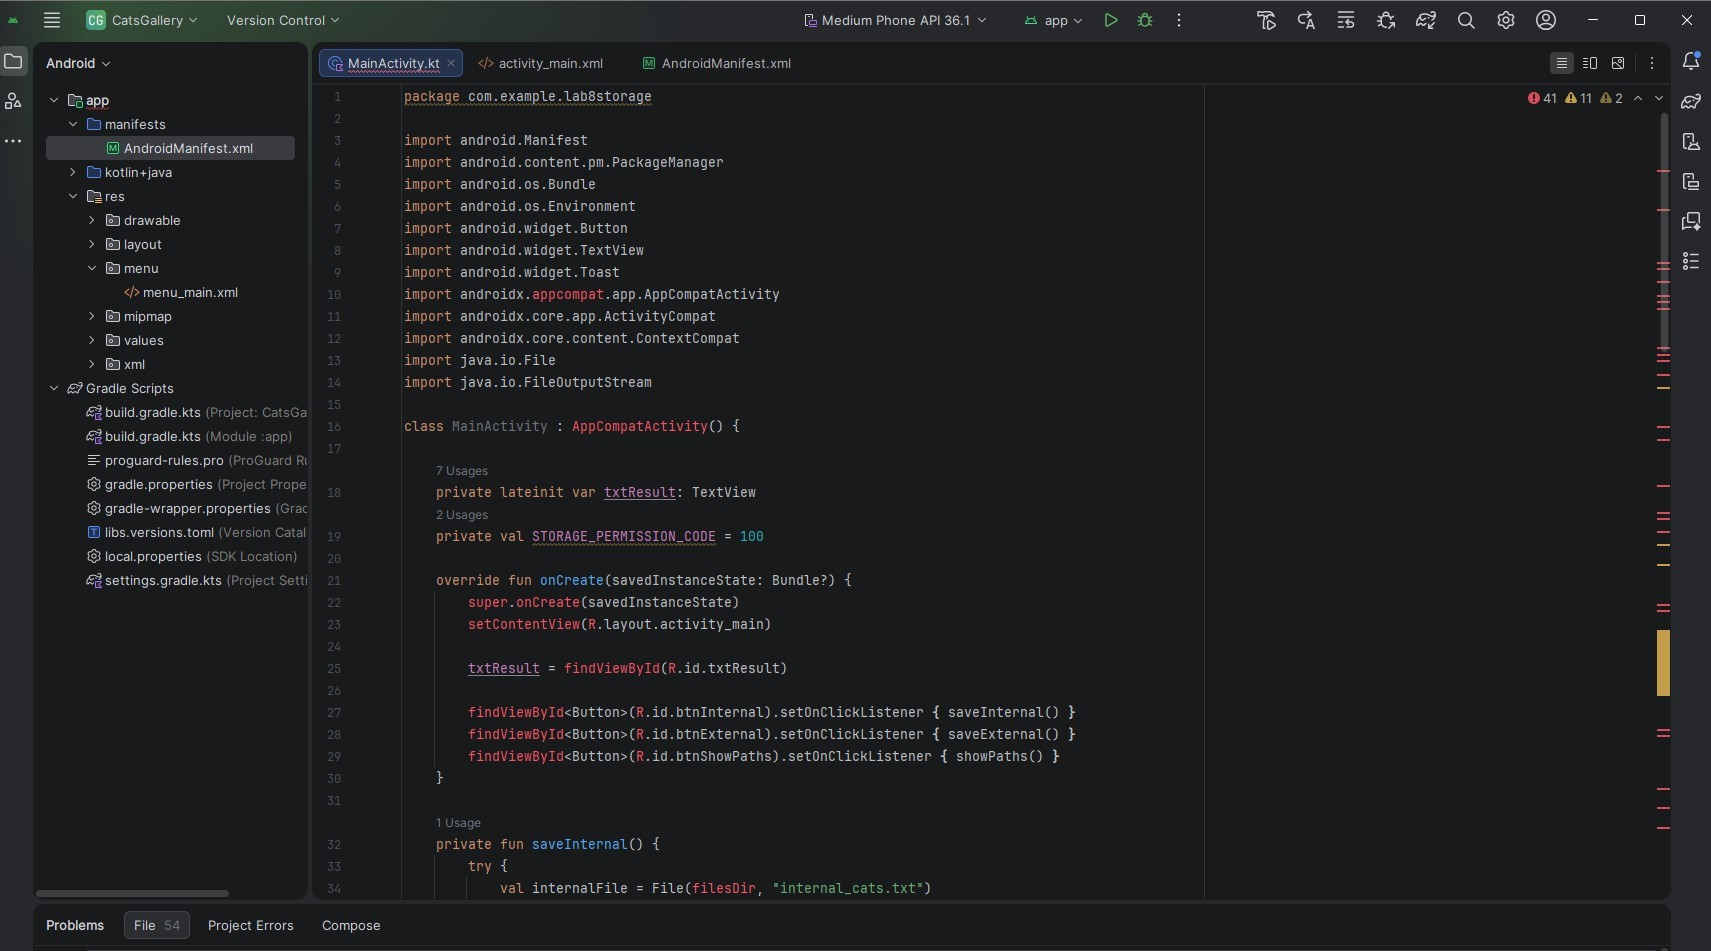 CG CatsGallery
Version Control
Medium Phone API 36.1
app
Android
app
manifests
AndroidManifest.xml
kotlin+java
res
drawable
layout
menu
menu_main.xml
mipmap
values
xml
Gradle Scripts
build.gradle.kts (Project: CatsGa
build.gradle.kts (Module :app)
proguard-rules.pro (ProGuard Ru
gradle.properties (Project Prope
gradle-wrapper.properties (Grad
libs.versions.toml (Version Catal
local.properties (SDK Location)
settings.gradle.kts (Project Setti
MainActivity.kt
activity_main.xml
AndroidManifest.xml
41 11 2
1 package com.example.lab8storage
2
3 import android.Manifest
4 import android.content.pm.PackageManager
5 import android.os.Bundle
6 import android.os.Environment
7 import android.widget.Button
8 import android.widget.TextView
9 import android.widget.Toast
10 import androidx.appcompat.app.AppCompatActivity
11 import androidx.core.app.ActivityCompat
12 import androidx.core.content.ContextCompat
13 import java.io.File
14 import java.io.FileOutputStream
15
16 class MainActivity : AppCompatActivity() {
17
7 Usages
18 private lateinit var txtResult: TextView
2 Usages
19 private val STORAGE_PERMISSION_CODE = 100
20
21 override fun onCreate(savedInstanceState: Bundle?) {
22 super.onCreate(savedInstanceState)
23 setContentView(R.layout.activity_main)
24
25 txtResult = findViewById(R.id.txtResult)
26
27 findViewById<Button>(R.id.btnInternal).setOnClickListener { saveInternal() }
28 findViewById<Button>(R.id.btnExternal).setOnClickListener { saveExternal() }
29 findViewById<Button>(R.id.btnShowPaths).setOnClickListener { showPaths() }
30 }
31
1 Usage
32 private fun saveInternal() {
33 try {
34 val internalFile = File(filesDir, "internal_cats.txt")
Problems
File 54
Project Errors
Compose